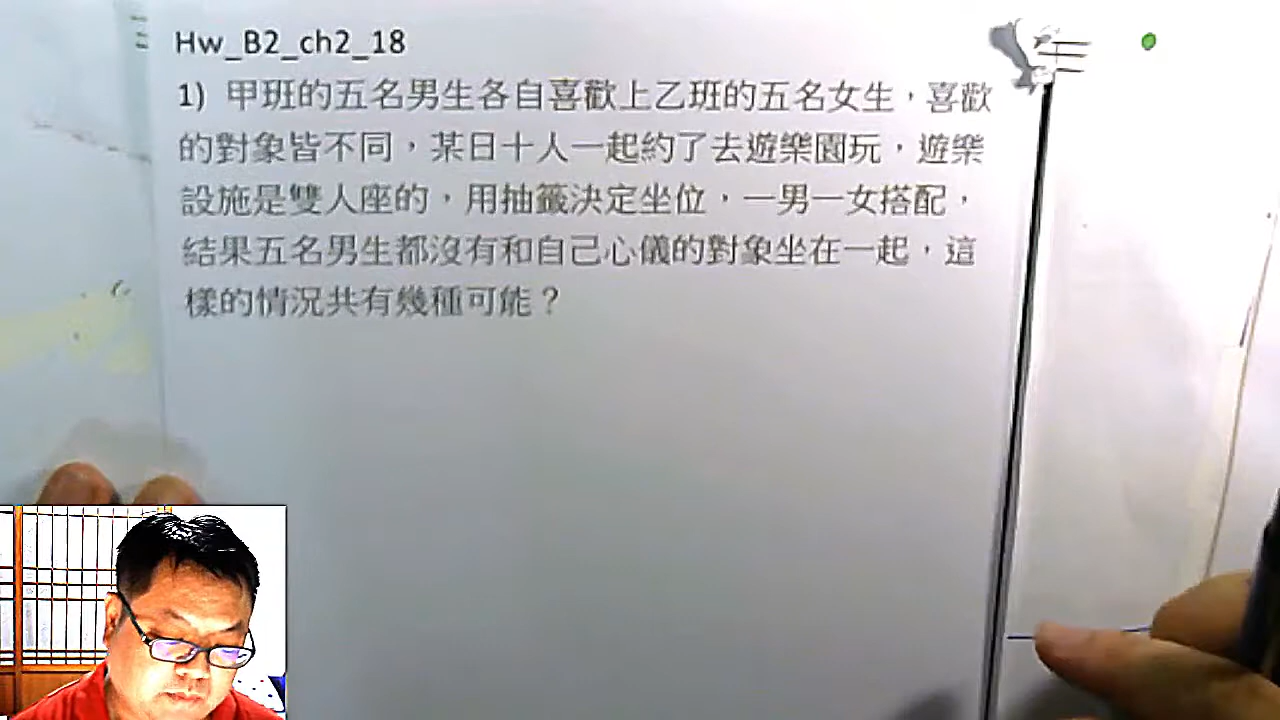 Hw_B2_ch2_18
1) 甲班的五名男生各自喜歡上乙班的五名女生，喜歡
的對象皆不同，某日十人一起約了去遊樂園玩，遊樂
設施是雙人座的，用抽籤決定坐位，一男一女搭配，
結果五名男生都沒有和自己心儀的對象坐在一起，這
樣的情況共有幾種可能？